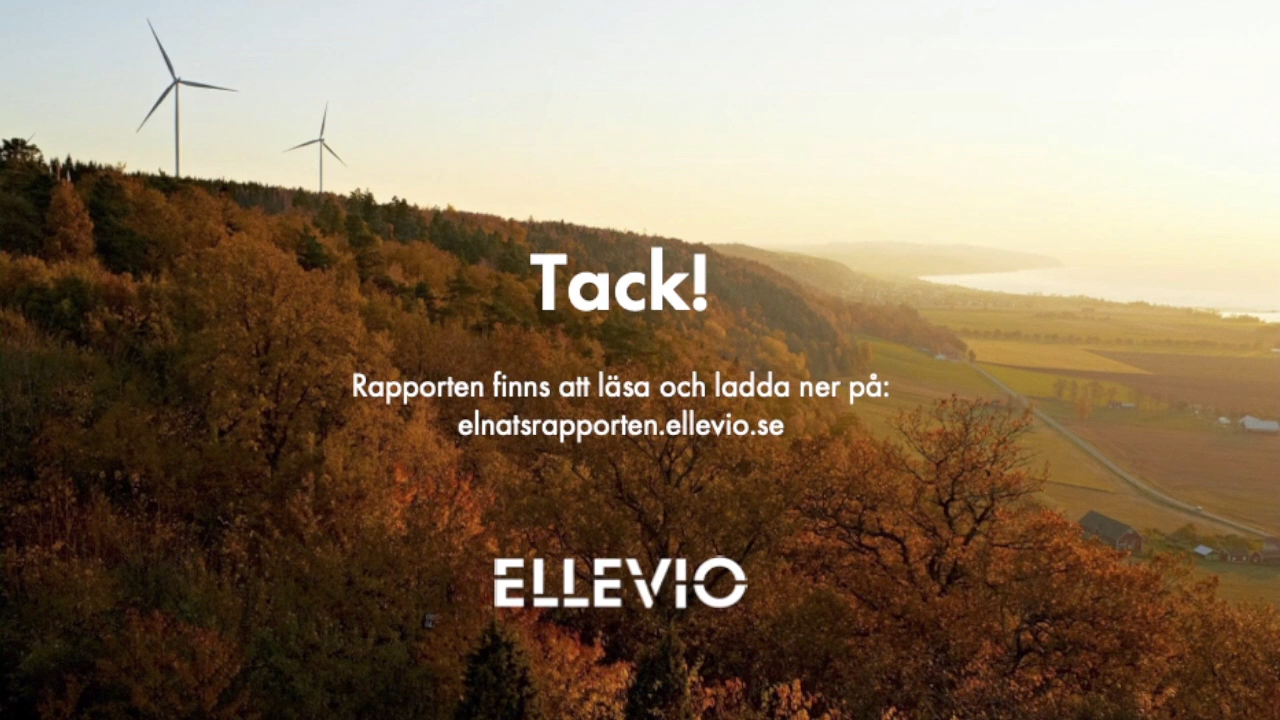 Tack!
Rapporten finns att läsa och ladda ner på:
elnatsrapporten.ellevio.se
ELLEVIO